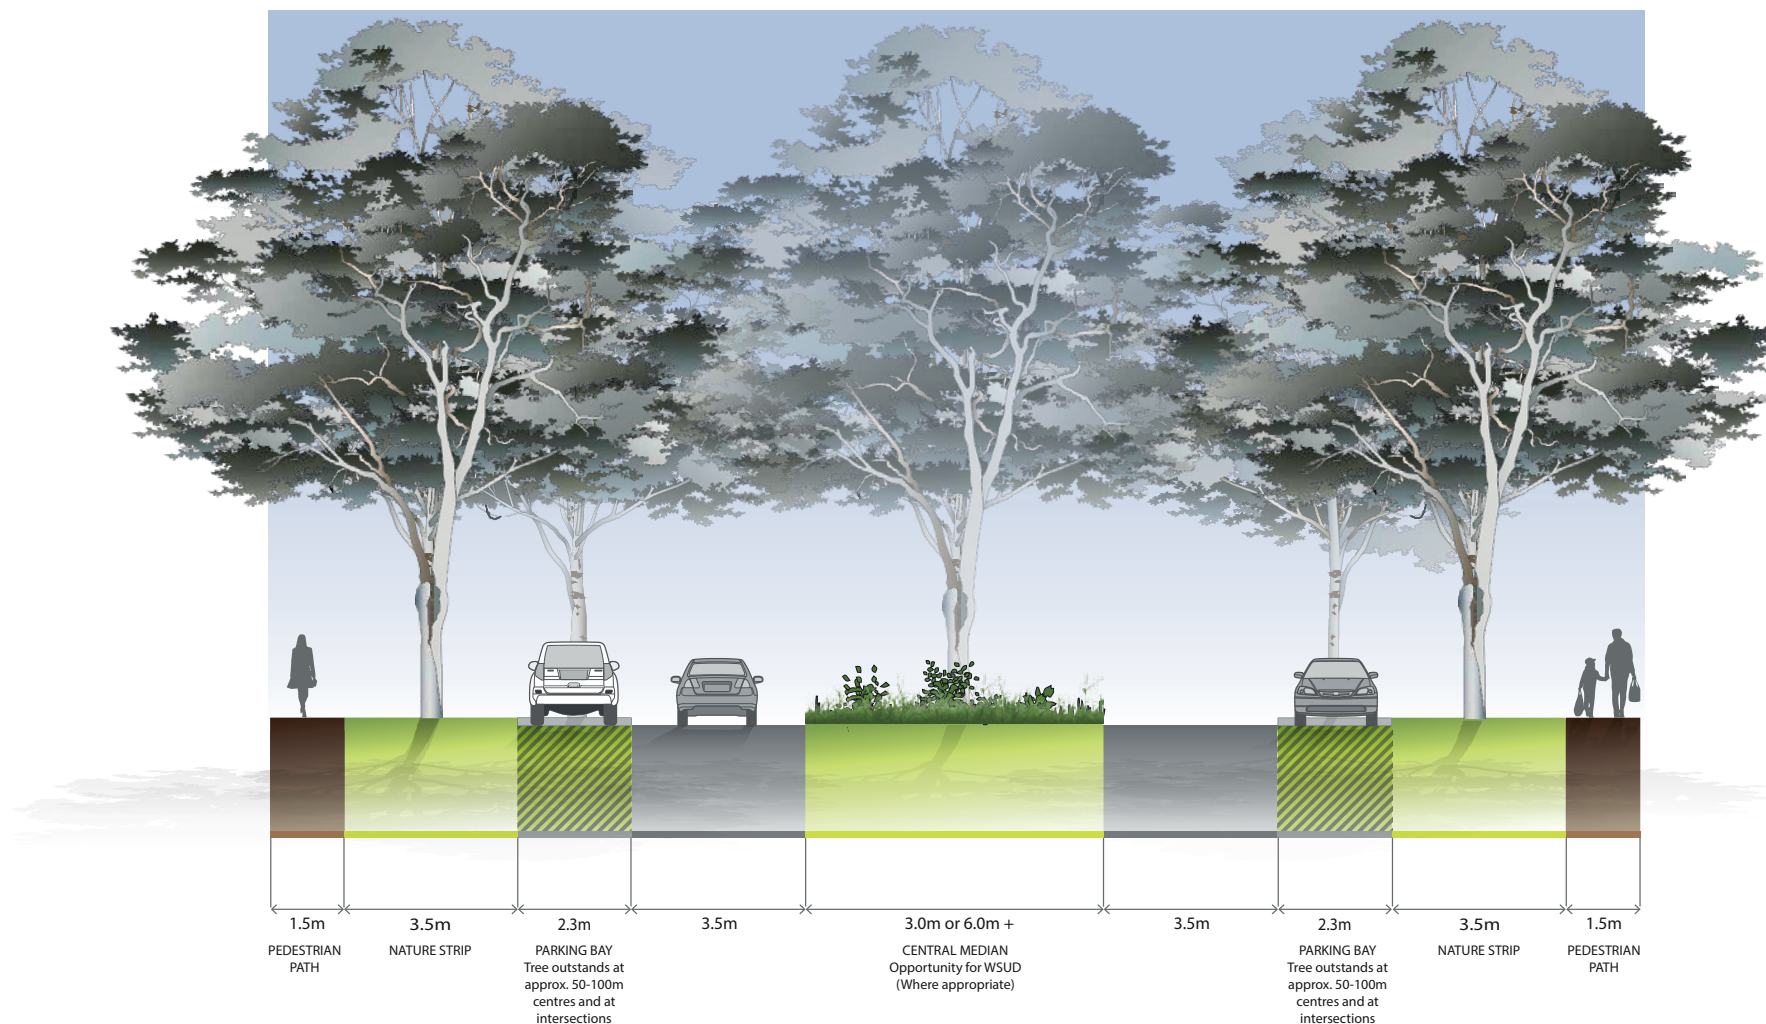 1.5m
3.5m
2.3m
3.5m
3.0m or 6.0m +
3.5m
2.3m
3.5m
1.5m
PEDESTRIAN
PATH
NATURE STRIP
PARKING BAY
Tree outstands at
approx. 50-100m
centres and at
intersections
CENTRAL MEDIAN
Opportunity for WSUD
(Where appropriate)
PARKING BAY
Tree outstands at
approx. 50-100m
centres and at
intersections
NATURE STRIP
PEDESTRIAN
PATH